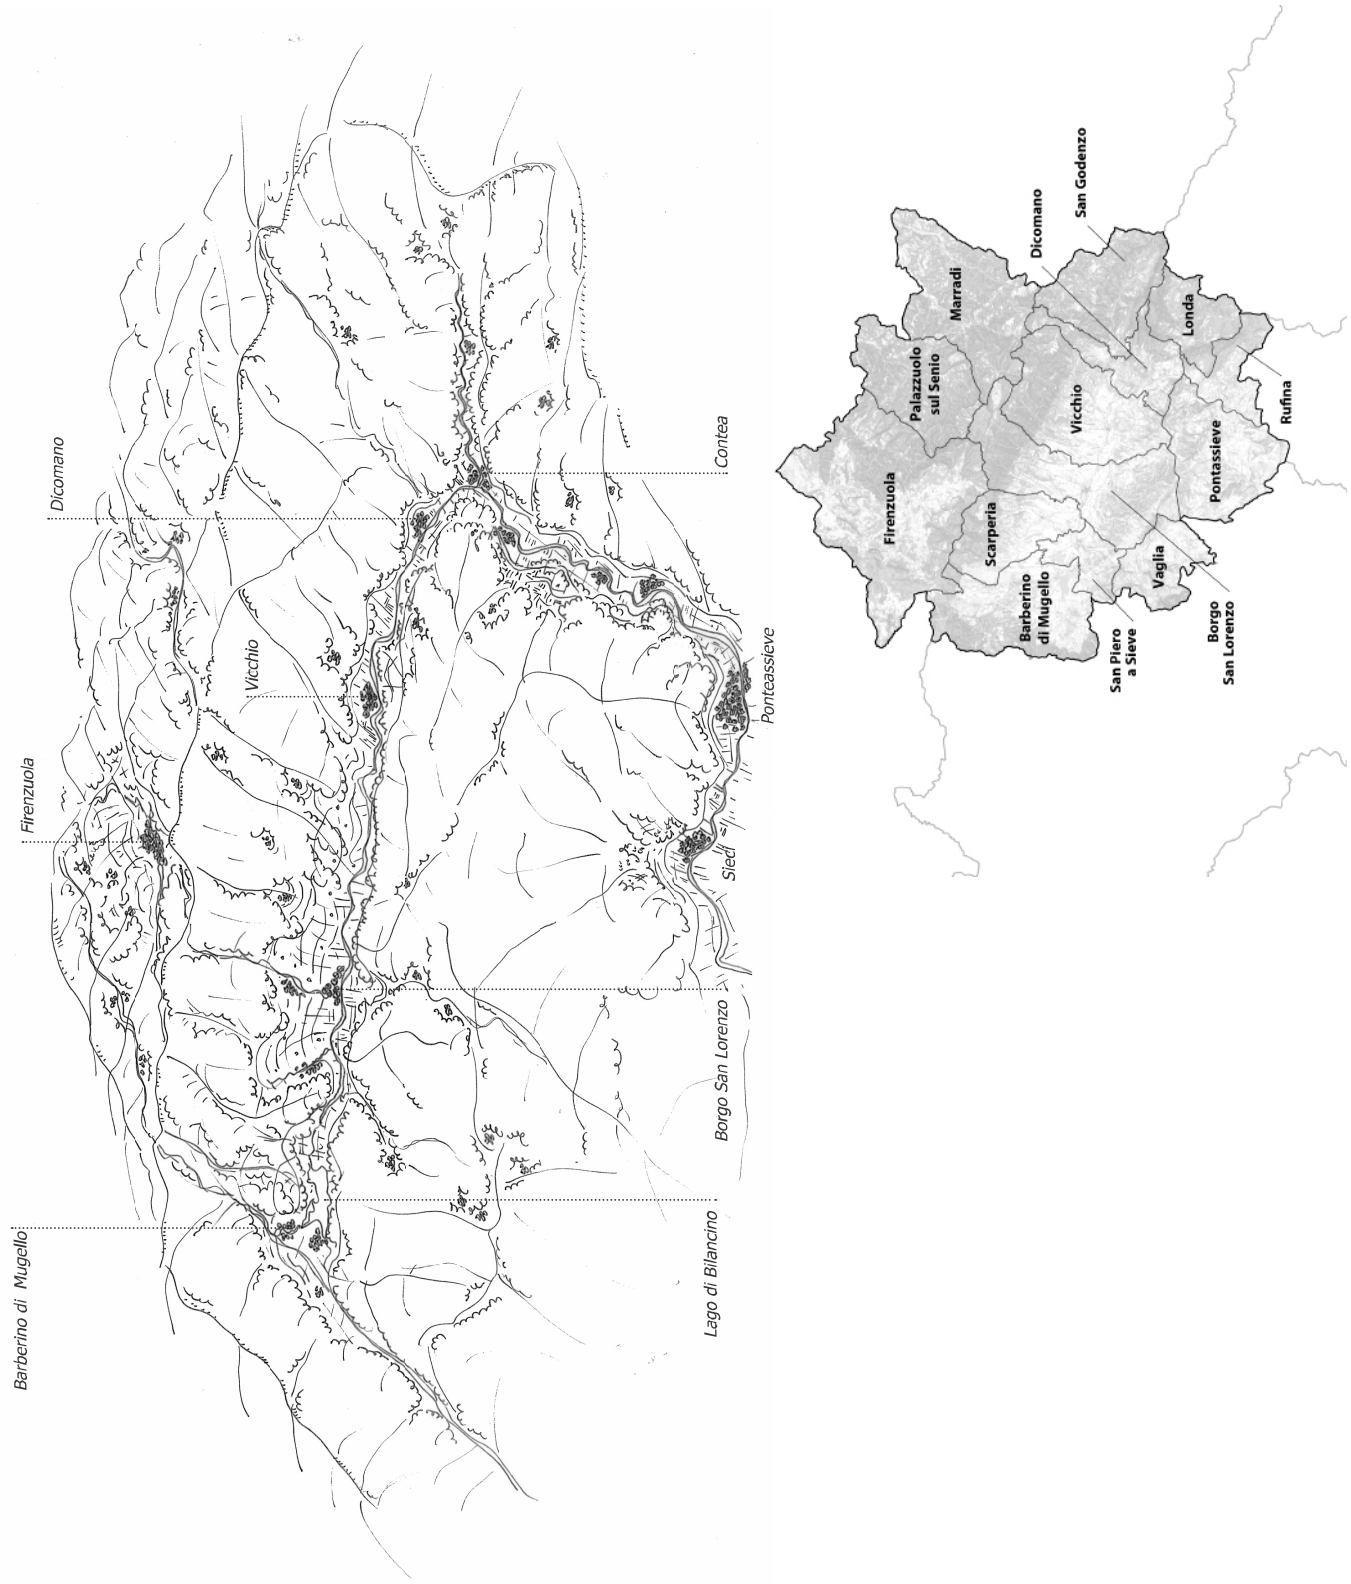 Barberino di Mugello
Firenzuola
Dicomano
Vicchio
Lago di Bilancino
Borgo San Lorenzo
Sieci
Ponteassieve
Contea
Firenzuola
Palazzuolo
sul Senio
Marradi
Scarperia
Barberino
di Mugello
Vicchio
Dicomano
San Godenzo
San Piero
a Sieve
Vaglia
Borgo
San Lorenzo
Pontassieve
Londa
Rufina